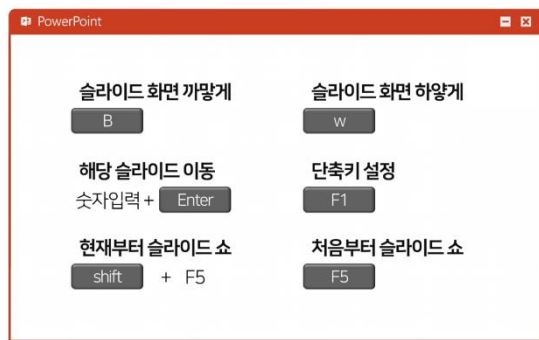 PowerPoint
슬라이드 화면 까맣게
B
슬라이드 화면 하얗게
w
해당 슬라이드 이동
숫자입력 + Enter
단축키 설정
F1
현재부터 슬라이드 쇼
shift + F5
처음부터 슬라이드 쇼
F5